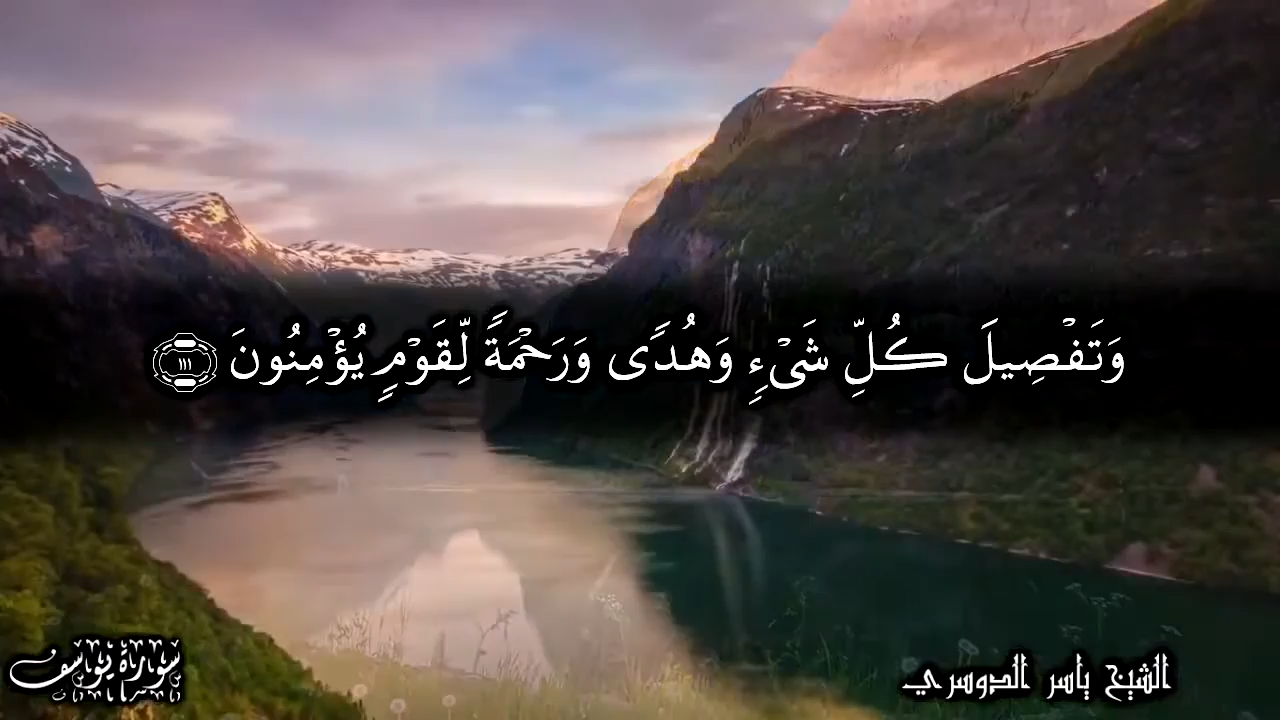 وَتَفْصِيلَ كُلِّ شَىْءٍۢ وَهُدًۭى وَرَحْمَةًۭ لِّقَوْمٍۢ يُؤْمِنُونَ ١١١
سورة يوسف
الشيخ ياسر الدوسري